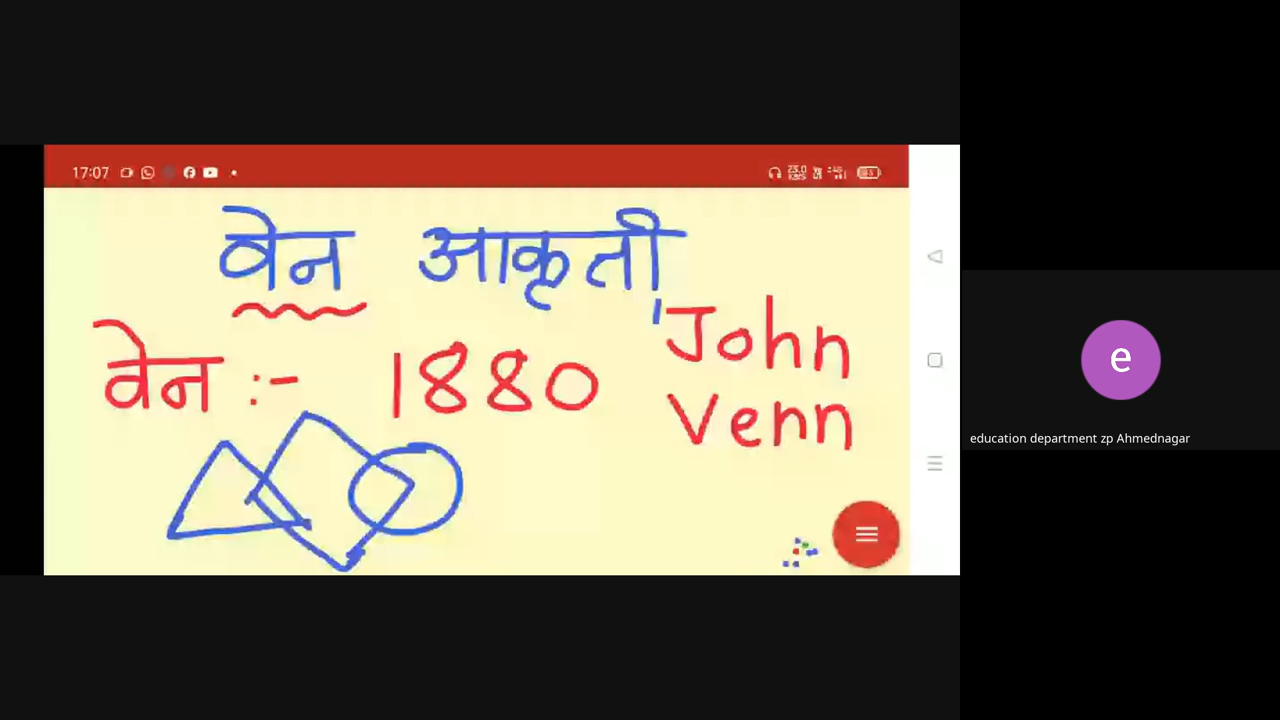 17:07
वेन आकृती
वेन :- 1880 John
Venn
e
education department zp Ahmednagar